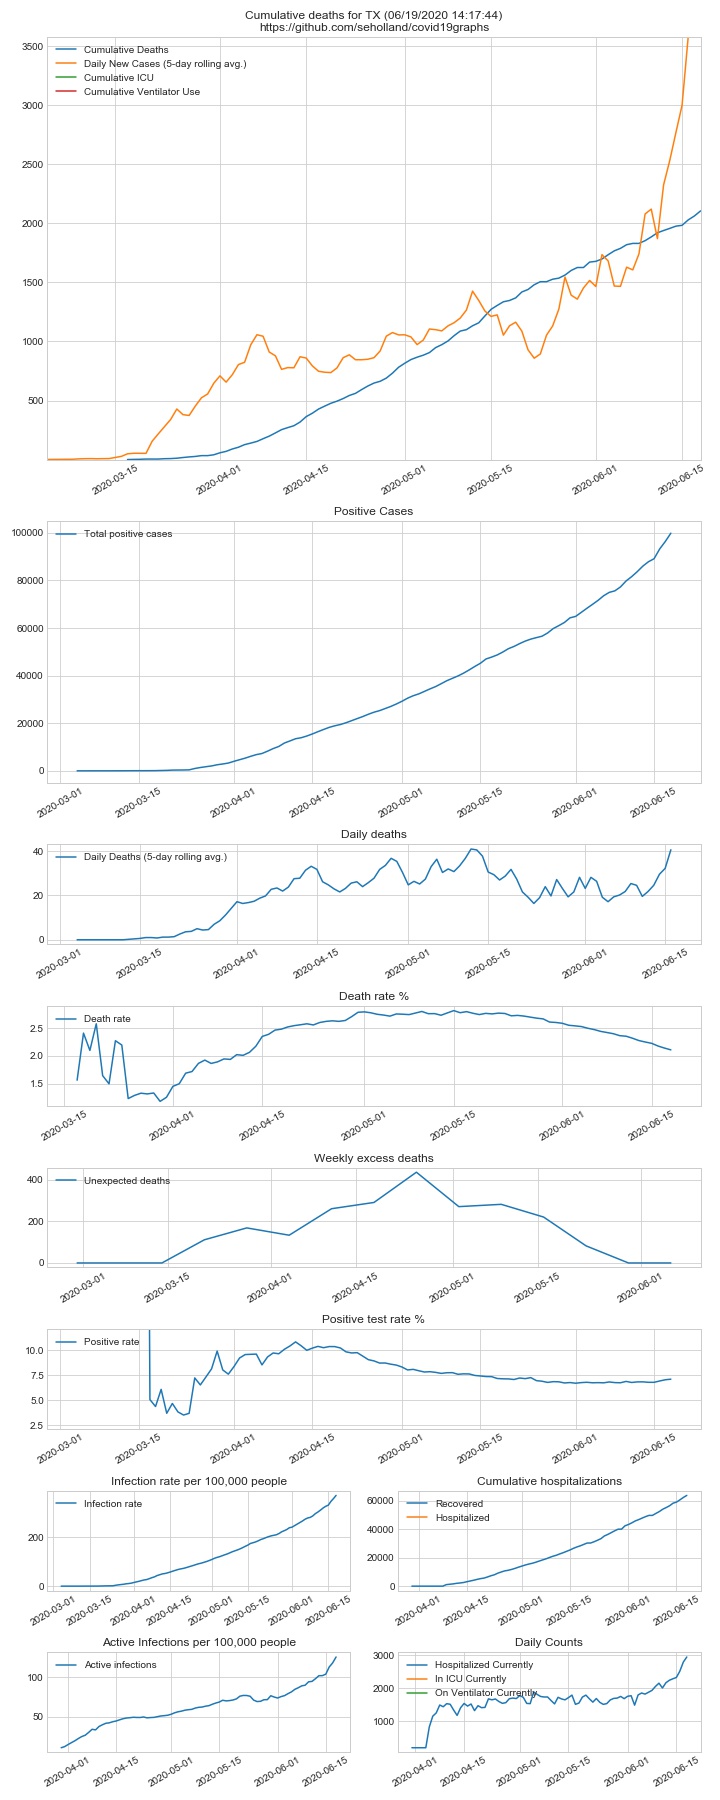 Cumulative deaths for TX (06/19/2020 14:17:44)
https://github.com/seholland/covid19graphs
Cumulative Deaths
Daily New Cases (5-day rolling avg.)
Cumulative ICU
Cumulative Ventilator Use
3500
3000
2500
2000
1500
1000
500
2020-03-15 2020-04-01 2020-04-15 2020-05-01 2020-05-15 2020-06-01 2020-06-15
Positive Cases
Total positive cases
100000
80000
60000
40000
20000
0
2020-03-01 2020-03-15 2020-04-01 2020-04-15 2020-05-01 2020-05-15 2020-06-01 2020-06-15
Daily deaths
Daily Deaths (5-day rolling avg.)
40
20
0
2020-03-01 2020-03-15 2020-04-01 2020-04-15 2020-05-01 2020-05-15 2020-06-01 2020-06-15
Death rate %
Death rate
2.5
2.0
1.5
2020-03-15 2020-04-01 2020-04-15 2020-05-01 2020-05-15 2020-06-01 2020-06-15
Weekly excess deaths
Unexpected deaths
400
200
0
2020-03-01 2020-03-15 2020-04-01 2020-04-15 2020-05-01 2020-05-15 2020-06-01
Positive test rate %
Positive rate
10.0
7.5
5.0
2.5
2020-03-01 2020-03-15 2020-04-01 2020-04-15 2020-05-01 2020-05-15 2020-06-01 2020-06-15
Infection rate per 100,000 people
Infection rate
200
0
2020-03-01 2020-03-15 2020-04-01 2020-04-15 2020-05-01 2020-05-15 2020-06-01 2020-06-15
Cumulative hospitalizations
Recovered
Hospitalized
60000
40000
20000
0
2020-04-01 2020-04-15 2020-05-01 2020-05-15 2020-06-01 2020-06-15
Active Infections per 100,000 people
Active infections
100
50
2020-04-01 2020-04-15 2020-05-01 2020-05-15 2020-06-01 2020-06-15
Daily Counts
Hospitalized Currently
In ICU Currently
On Ventilator Currently
3000
2000
1000
2020-04-01 2020-04-15 2020-05-01 2020-05-15 2020-06-01 2020-06-15